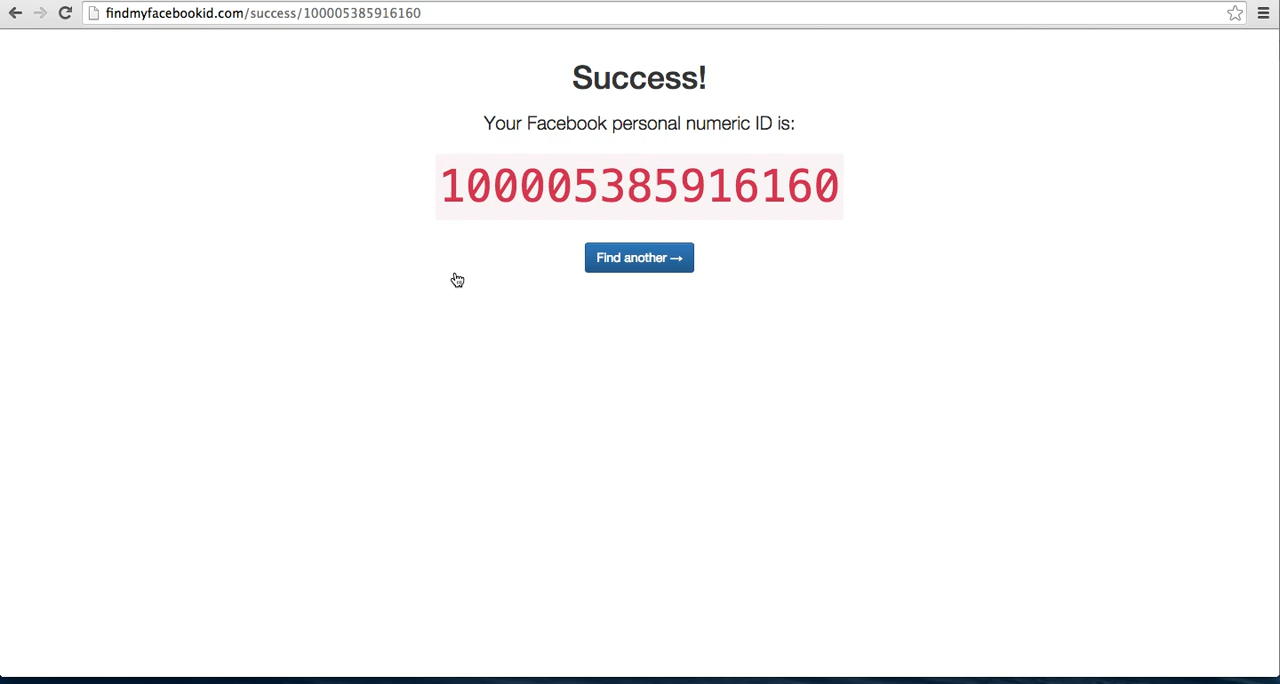 findmyfacebookid.com/success/100005385916160
Success!
Your Facebook personal numeric ID is:
100005385916160
Find another →